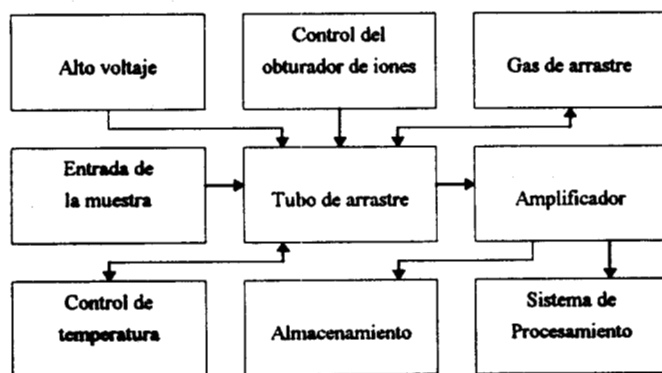 Alto voltaje
Control del
obturador de iones
Gas de arrastre
Entrada de
la muestra
Tubo de arrastre
Amplificador
Control de
temperatura
Almacenamiento
Sistema de
Procesamiento